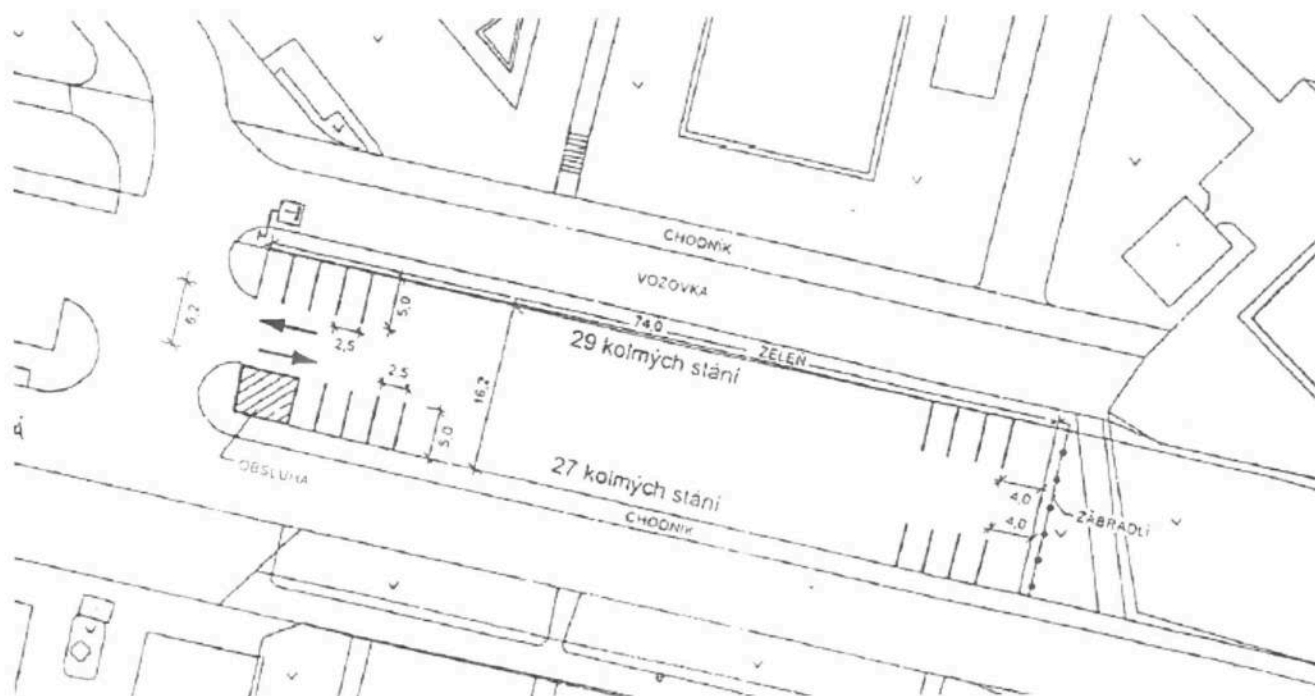 CHODNÍK
VOZOVKA
6,2
5,0
2,5
74,0
ZELEŇ
29 kolmých stání
2,5
16,2
5,0
OBSLUHA
27 kolmých stání
CHODNÍK
4,0
4,0
ZÁBRADLÍ